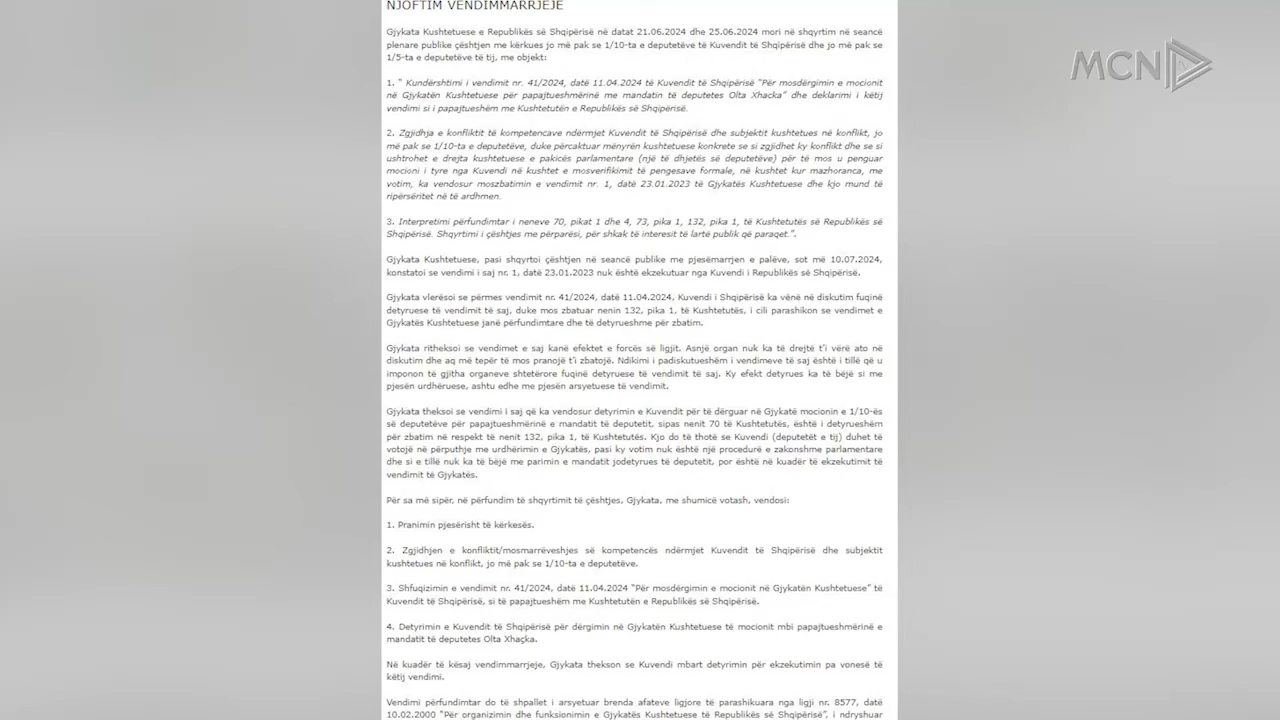 NJOFTIM VENDIMMARRJEJE
MCN
Gjykata Kushtetuese e Republikës së Shqipërisë në datat 21.06.2024 dhe 25.06.2024 mori në shqyrtim në seancë
plenare publike çështjen me kërkues jo më pak se 1/10-ta e deputetëve të Kuvendit të Shqipërisë dhe jo më pak se
1/5-ta e deputetëve të tij, me objekt:
1. " Kundërshtimi i vendimit nr. 41/2024, datë 11.04.2024 të Kuvendit të Shqipërisë "Për mosdërgimin e mocionit
në Gjykatën Kushtetuese për papajtueshmërinë me mandatin të deputetes Olta Xhacka" dhe deklarimi i këtij
vendimi si i papajtueshëm me Kushtetutën e Republikës së Shqipërisë.
2. Zgjidhja e konfliktit të kompetencave ndërmjet Kuvendit të Shqipërisë dhe subjektit kushtetues në konflikt, jo
më pak se 1/10-ta e deputetëve, duke përcaktuar mënyrën kushtetuese konkrete se si zgjidhet ky konflikt dhe se si
ushtrohet e drejta kushtetuese e pakicës parlamentare (një të dhjetës së deputetëve) për të mos u penguar
mocioni i tyre nga Kuvendi në kushtet e mosverifikimit të pengesave formale, në kushtet kur mazhoranca, me
votim, ka vendosur moszbatimin e vendimit nr. 1, datë 23.01.2023 të Gjykatës Kushtetuese dhe kjo mund të
ripërsëritet në të ardhmen.
3. Interpretimi përfundimtar i neneve 70, pikat 1 dhe 4, 73, pika 1, 132, pika 1, të Kushtetutës së Republikës së
Shqipërisë. Shqyrtimi i çështjes me përparësi, për shkak të interesit të lartë publik që paraqet.".
Gjykata Kushtetuese, pasi shqyrtoi çështjen në seancë publike me pjesëmarrjen e palëve, sot më 10.07.2024,
konstatoi se vendimi i saj nr. 1, datë 23.01.2023 nuk është ekzekutuar nga Kuvendi i Republikës së Shqipërisë.
Gjykata vlerësoi se përmes vendimit nr. 41/2024, datë 11.04.2024, Kuvendi i Shqipërisë ka vënë në diskutim fuqinë
detyruese të vendimit të saj, duke mos zbatuar nenin 132, pika 1, të Kushtetutës, i cili parashikon se vendimet e
Gjykatës Kushtetuese janë përfundimtare dhe të detyrueshme për zbatim.
Gjykata ritheksoi se vendimet e saj kanë efektet e forcës së ligjit. Asnjë organ nuk ka të drejtë t'i vërë ato në
diskutim dhe aq më tepër të mos pranojë t'i zbatojë. Ndikimi i padiskutueshëm i vendimeve të saj është i tillë që u
imponon të gjitha organeve shtetërore fuqinë detyruese të vendimit të saj. Ky efekt detyrues ka të bëjë si me
pjesën urdhëruese, ashtu edhe me pjesën arsyetuese të vendimit.
Gjykata theksoi se vendimi i saj që ka vendosur detyrimin e Kuvendit për të dërguar në Gjykatë mocionin e 1/10-ës
së deputetëve për papajtueshmërinë e mandatit të deputetit, sipas nenit 70 të Kushtetutës, është i detyrueshëm
për zbatim në respekt të nenit 132, pika 1, të Kushtetutës. Kjo do të thotë se Kuvendi (deputetët e tij) duhet të
votojë në përputhje me urdhërimin e Gjykatës, pasi ky votim nuk është një procedurë e zakonshme parlamentare
dhe si e tillë nuk ka të bëjë me parimin e mandatit jodetyrues të deputetit, por është në kuadër të ekzekutimit të
vendimit të Gjykatës.
Për sa më sipër, në përfundim të shqyrtimit të çështjes, Gjykata, me shumicë votash, vendosi:
1. Pranimin pjesërisht të kërkesës.
2. Zgjidhjen e konfliktit/mosmarrëveshjes së kompetencës ndërmjet Kuvendit të Shqipërisë dhe subjektit
kushtetues në konflikt, jo më pak se 1/10-ta e deputetëve.
3. Shfuqizimin e vendimit nr. 41/2024, datë 11.04.2024 "Për mosdërgimin e mocionit në Gjykatën Kushtetuese" të
Kuvendit të Shqipërisë, si të papajtueshëm me Kushtetutën e Republikës së Shqipërisë.
4. Detyrimin e Kuvendit të Shqipërisë për dërgimin në Gjykatën Kushtetuese të mocionit mbi papajtueshmërinë e
mandatit të deputetes Olta Xhaçka.
Në kuadër të kësaj vendimmarrjeje, Gjykata thekson se Kuvendi mbart detyrimin për ekzekutimin pa vonesë të
këtij vendimi.
Vendimi përfundimtar do të shpallet i arsyetuar brenda afateve ligjore të parashikuara nga ligji nr. 8577, datë
10.02.2000 "Për organizimin dhe funksionimin e Gjykatës Kushtetuese të Republikës së Shqipërisë", i ndryshuar